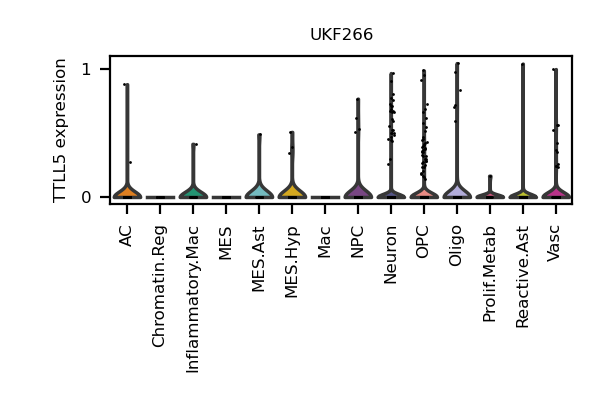 UKF266
TTLL5 expression
1
0
AC
Chromatin.Reg
Inflammatory.Mac
MES
MES.Ast
MES.Hyp
Mac
NPC
Neuron
OPC
Oligo
Prolif.Metab
Reactive.Ast
Vasc